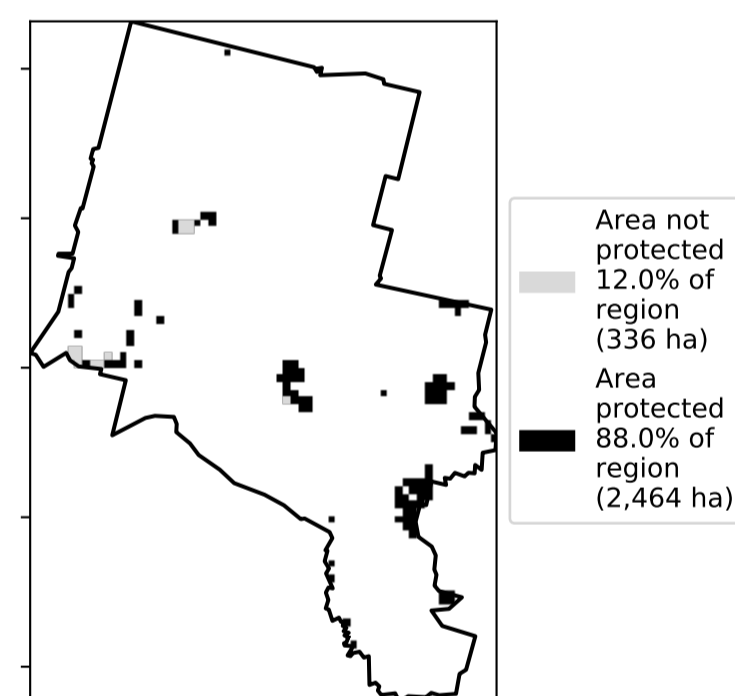 Area not
protected
12.0% of
region
(336 ha)
Area
protected
88.0% of
region
(2,464 ha)